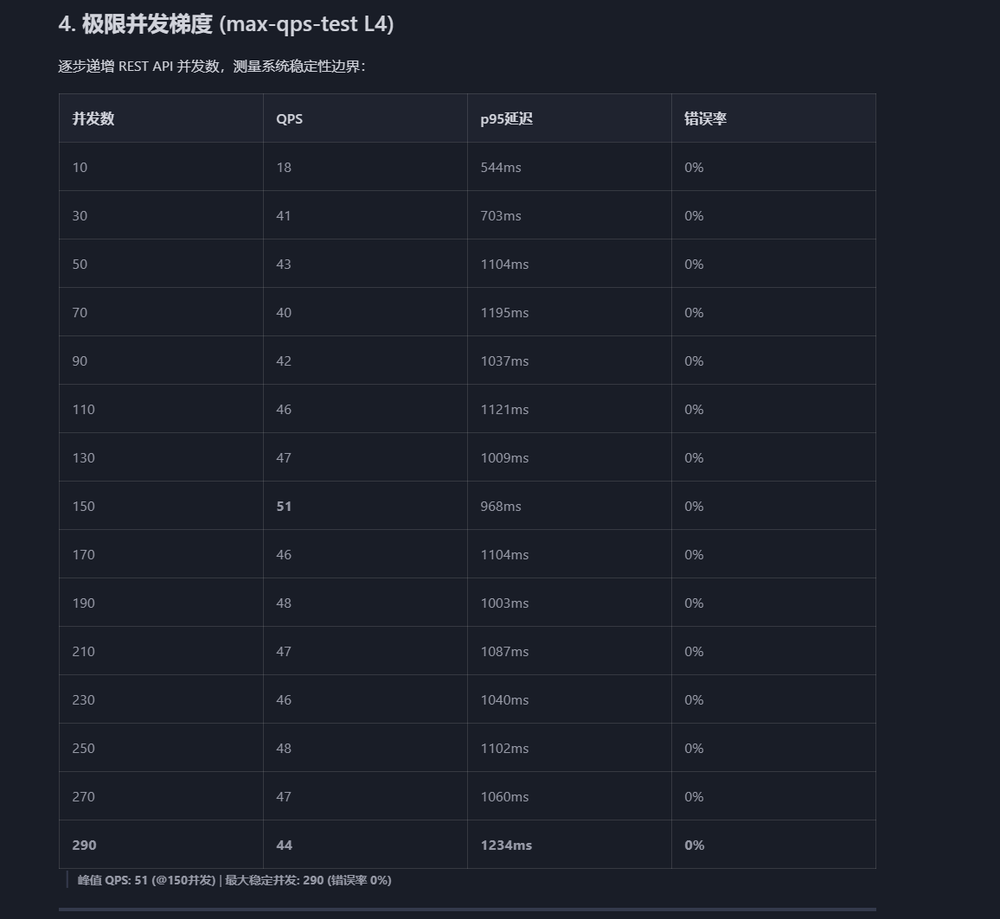 4. 极限并发梯度 (max-qps-test L4)
逐步递增 REST API 并发数，测量系统稳定性边界：
并发数 QPS p95延迟 错误率
10 18 544ms 0%
30 41 703ms 0%
50 43 1104ms 0%
70 40 1195ms 0%
90 42 1037ms 0%
110 46 1121ms 0%
130 47 1009ms 0%
150 51 968ms 0%
170 46 1104ms 0%
190 48 1003ms 0%
210 47 1087ms 0%
230 46 1040ms 0%
250 48 1102ms 0%
270 47 1060ms 0%
290 44 1234ms 0%
峰值 QPS: 51 (@150并发) | 最大稳定并发: 290 (错误率 0%)